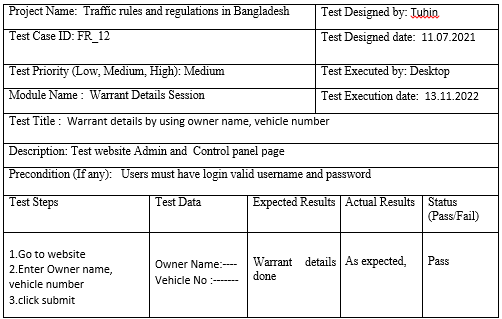 Project Name: Traffic rules and regulations in Bangladesh
Test Designed by: Tuhin
Test Case ID: FR_12
Test Designed date: 11.07.2021
Test Priority (Low, Medium, High): Medium
Test Executed by: Desktop
Module Name : Warrant Details Session
Test Execution date: 13.11.2022
Test Title : Warrant details by using owner name, vehicle number
Description: Test website Admin and Control panel page
Precondition (If any): Users must have login valid username and password
Test Steps
Test Data
Expected Results
Actual Results
Status
(Pass/Fail)
1.Go to website
2.Enter Owner name,
vehicle number
3.click submit
Owner Name:----
Vehicle No :-------
Warrant details
done
As expected,
Pass